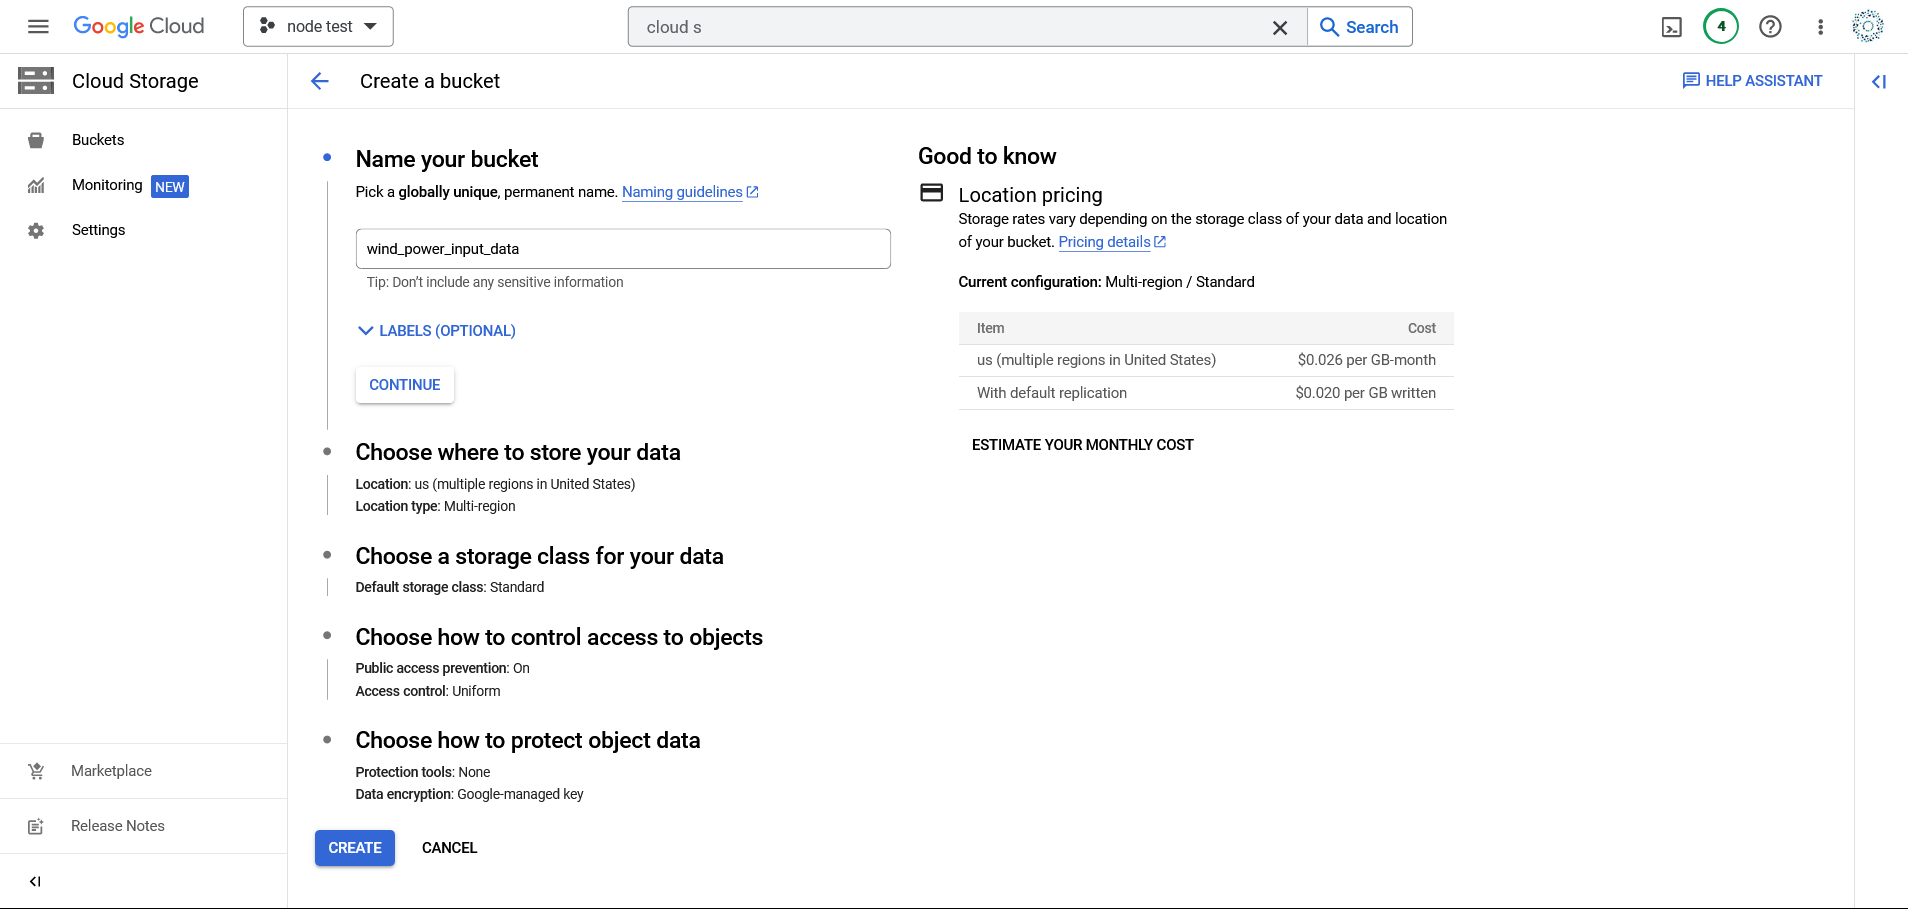 Google Cloud
node test
cloud s
Search
4
Cloud Storage
Create a bucket
HELP ASSISTANT
Buckets
Monitoring NEW
Settings
Marketplace
Release Notes
Name your bucket
Pick a globally unique, permanent name. Naming guidelines
wind_power_input_data
Tip: Don't include any sensitive information
LABELS (OPTIONAL)
CONTINUE
Choose where to store your data
Location: us (multiple regions in United States)
Location type: Multi-region
Choose a storage class for your data
Default storage class: Standard
Choose how to control access to objects
Public access prevention: On
Access control: Uniform
Choose how to protect object data
Protection tools: None
Data encryption: Google-managed key
CREATE
CANCEL
Good to know
Location pricing
Storage rates vary depending on the storage class of your data and location
of your bucket. Pricing details
Current configuration: Multi-region / Standard
Item Cost
us (multiple regions in United States) $0.026 per GB-month
With default replication $0.020 per GB written
ESTIMATE YOUR MONTHLY COST